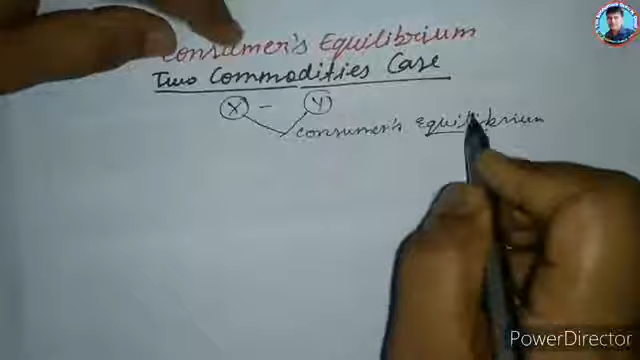 Consumer's Equilibrium
Two Commodities Case
X - Y
consumer's Equilibrium
PowerDirector